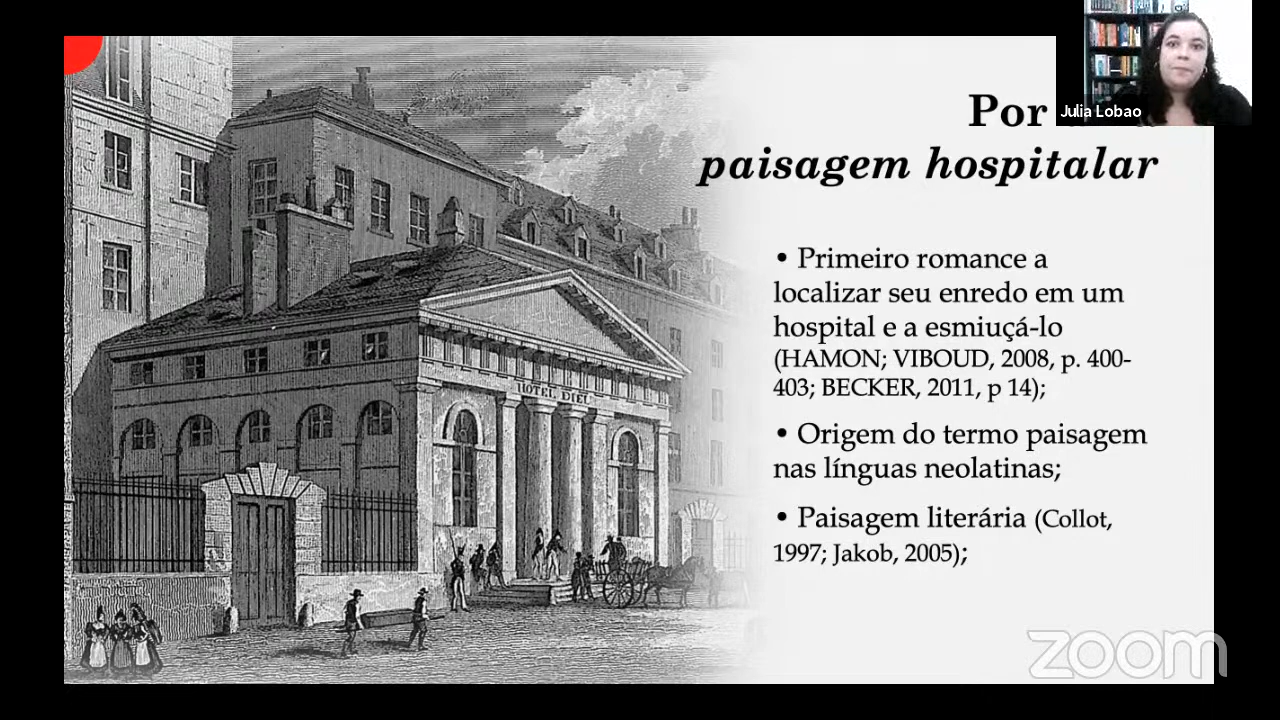 Julia Lobao
Por
paisagem hospitalar
• Primeiro romance a
localizar seu enredo em um
hospital e a esmiuçá-lo
(HAMON; VIBOUD, 2008, p. 400-
403; BECKER, 2011, p 14);
• Origem do termo paisagem
nas línguas neolatinas;
• Paisagem literária (Collot,
1997; Jakob, 2005);
HOTEL DIEU
zoom